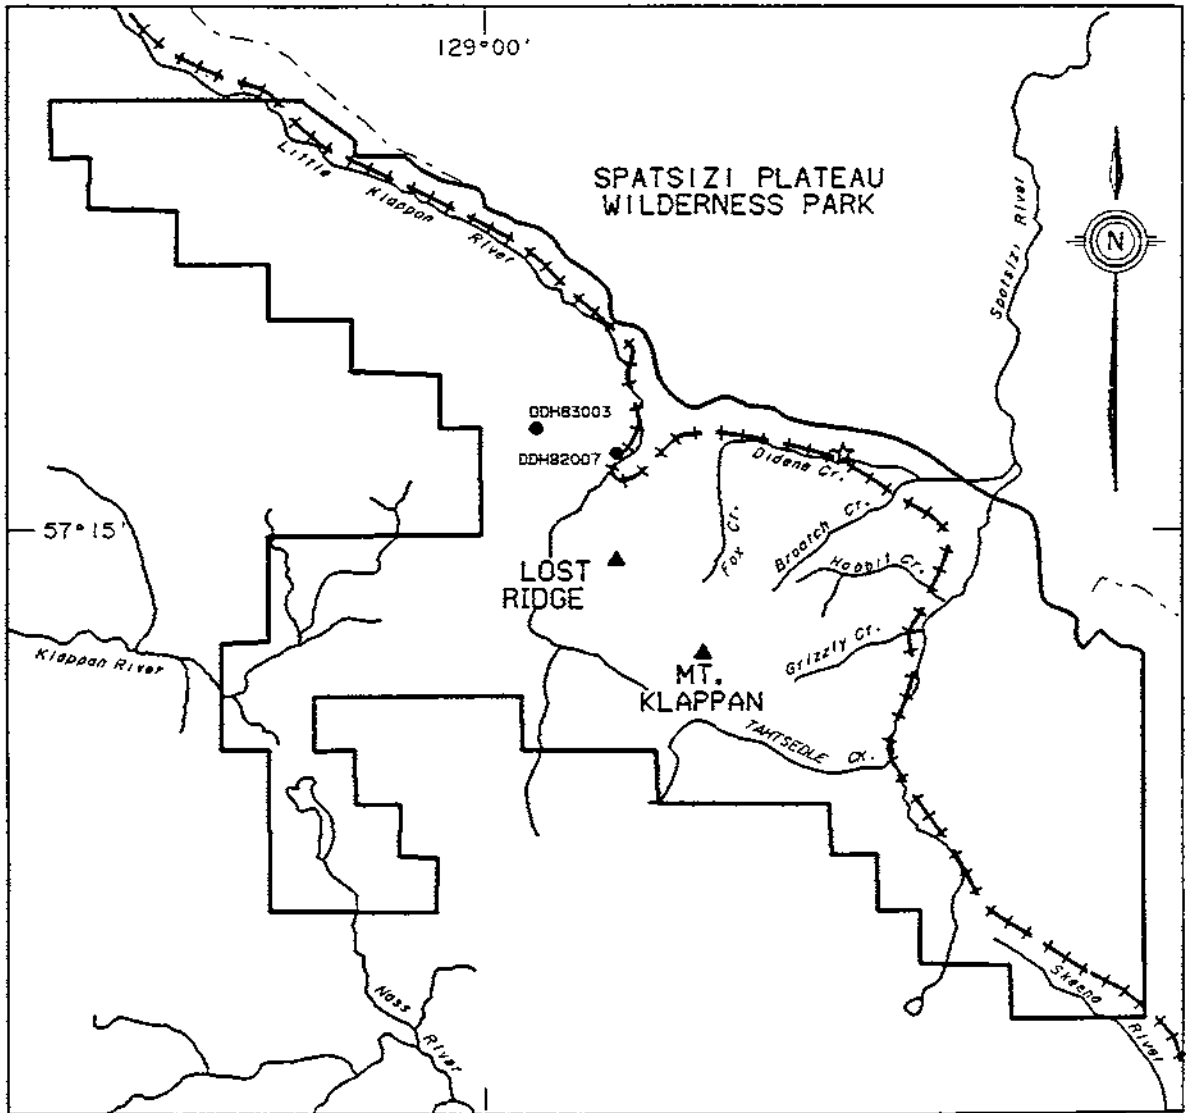 129°00'
SPATSIZI PLATEAU
WILDERNESS PARK
Little Klappan River
Spatsizi River
N
DDH83003
DDH82007
Didene Cr.
57°15'
Fox Cr.
Broatch Cr.
Hobbit Cr.
LOST
RIDGE
Klappan River
Grizzly Cr.
MT.
KLAPPAN
TAHTSEDLE CK.
Nass River
Skeena River